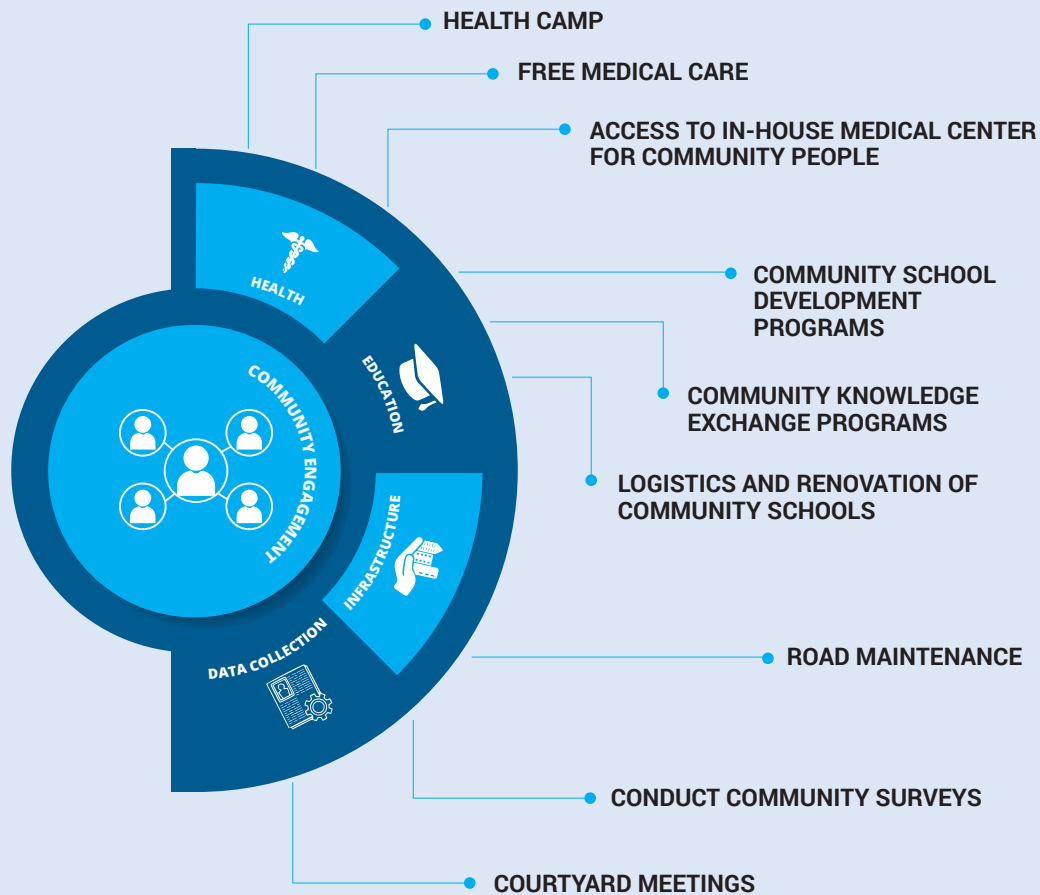 HEALTH CAMP
FREE MEDICAL CARE
ACCESS TO IN-HOUSE MEDICAL CENTER
FOR COMMUNITY PEOPLE
HEALTH
COMMUNITY SCHOOL
DEVELOPMENT
PROGRAMS
EDUCATION
COMMUNITY ENGAGEMENT
COMMUNITY KNOWLEDGE
EXCHANGE PROGRAMS
LOGISTICS AND RENOVATION OF
COMMUNITY SCHOOLS
INFRASTRUCTURE
DATA COLLECTION
ROAD MAINTENANCE
CONDUCT COMMUNITY SURVEYS
COURTYARD MEETINGS